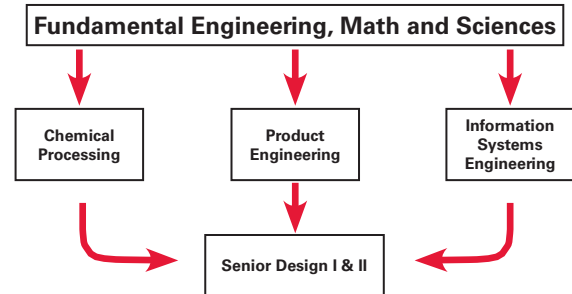 Fundamental Engineering, Math and Sciences
Chemical
Processing
Product
Engineering
Information
Systems
Engineering
Senior Design I & II